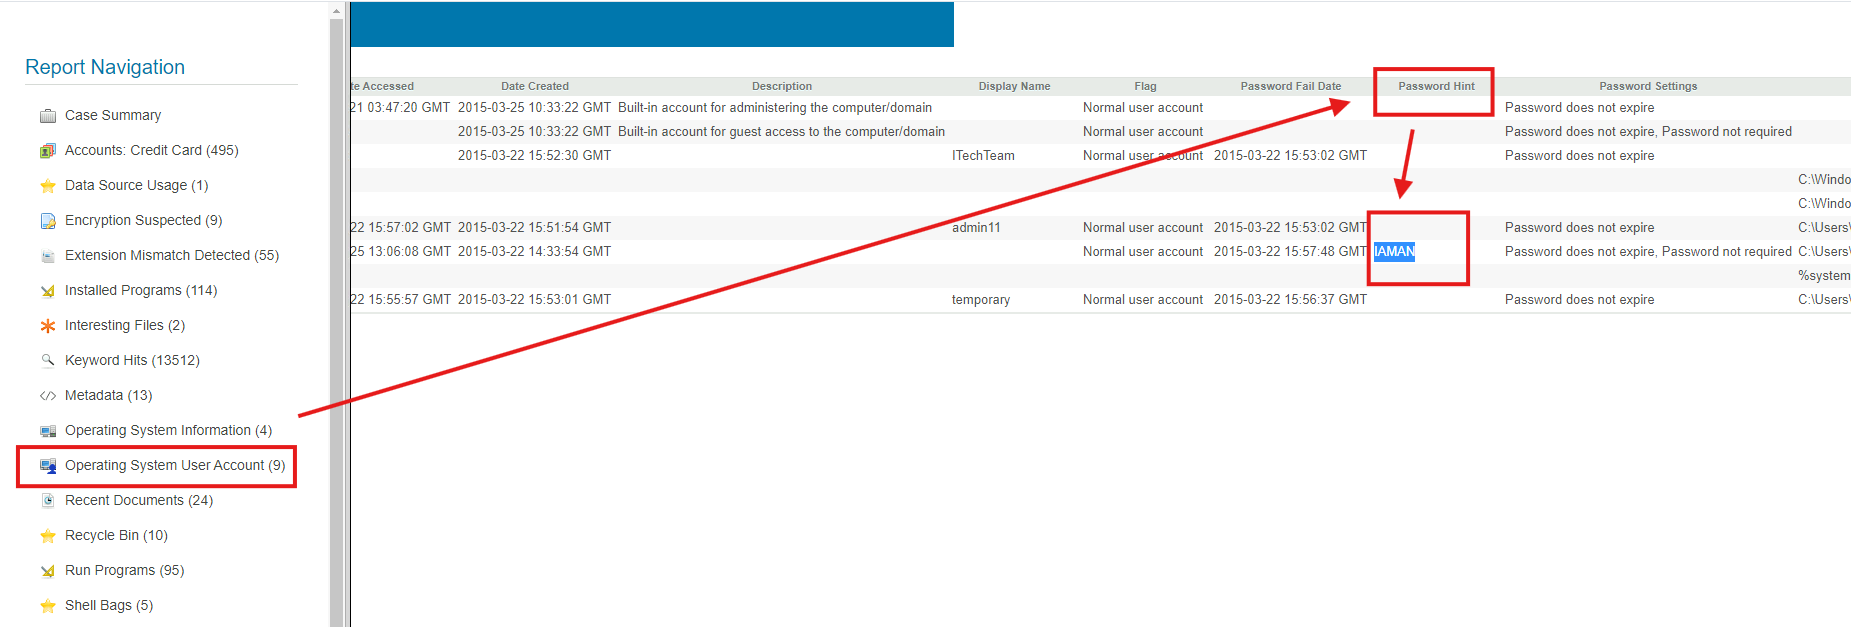 Report Navigation
Case Summary
Accounts: Credit Card (495)
Data Source Usage (1)
Encryption Suspected (9)
Extension Mismatch Detected (55)
Installed Programs (114)
Interesting Files (2)
Keyword Hits (13512)
Metadata (13)
Operating System Information (4)
Operating System User Account (9)
Recent Documents (24)
Recycle Bin (10)
Run Programs (95)
Shell Bags (5)
te Accessed Date Created Description Display Name Flag Password Fail Date Password Hint Password Settings
21 03:47:20 GMT 2015-03-25 10:33:22 GMT Built-in account for administering the computer/domain Normal user account Password does not expire
2015-03-25 10:33:22 GMT Built-in account for guest access to the computer/domain Normal user account Password does not expire, Password not required
2015-03-22 15:52:30 GMT ITechTeam Normal user account 2015-03-22 15:53:02 GMT Password does not expire
C:\Windo
C:\Windo
22 15:57:02 GMT 2015-03-22 15:51:54 GMT admin11 Normal user account 2015-03-22 15:53:02 GMT Password does not expire C:\Users\
25 13:06:08 GMT 2015-03-22 14:33:54 GMT Normal user account 2015-03-22 15:57:48 GMT IAMAN Password does not expire, Password not required C:\Users\
%system
22 15:55:57 GMT 2015-03-22 15:53:01 GMT temporary Normal user account 2015-03-22 15:56:37 GMT Password does not expire C:\Users\